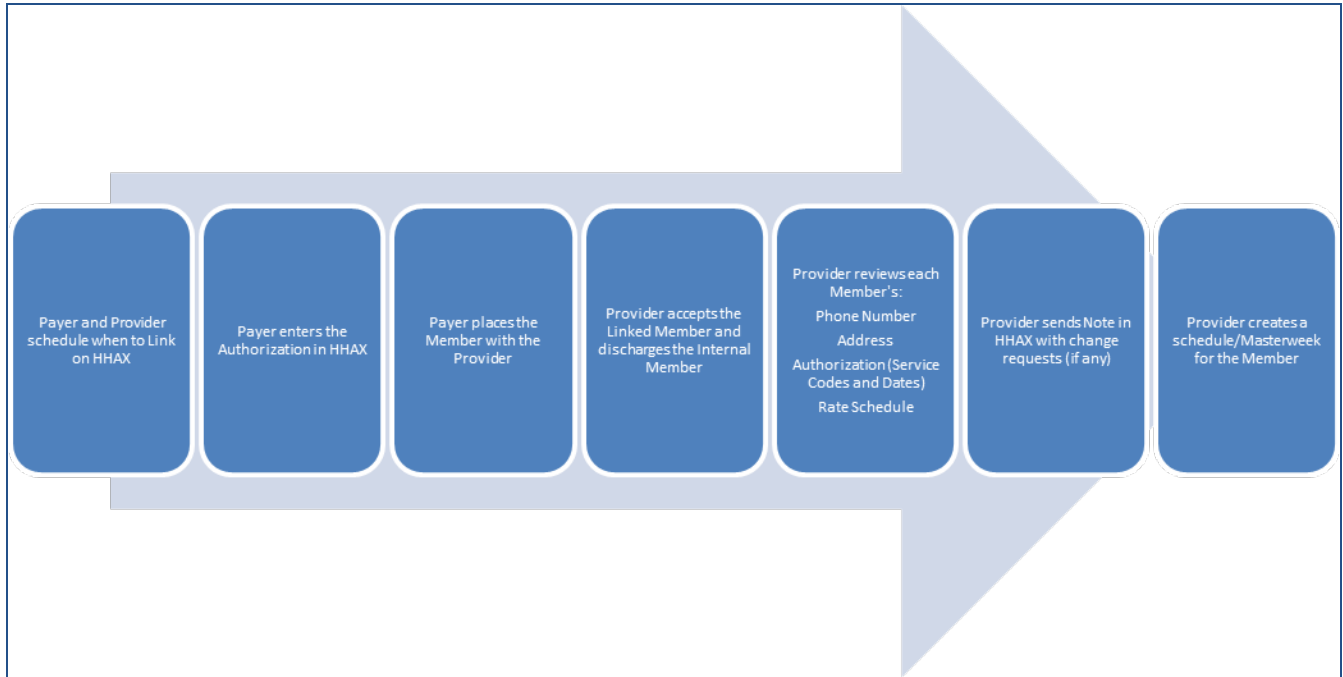 Payer and Provider
schedule when to Link
on HHAX
Payer enters the
Authorization in HHAX
Payer places the
Member with the
Provider
Provider accepts the
Linked Member and
discharges the Internal
Member
Provider reviews each
Member's:
Phone Number
Address
Authorization (Service
Codes and Dates)
Rate Schedule
Provider sends Note in
HHAX with change
requests (if any)
Provider creates a
schedule/Masterweek
for the Member